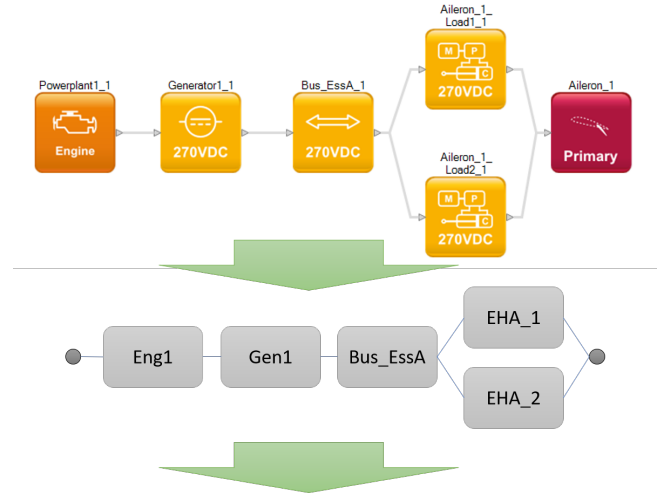 Aileron_1_
Load1_1
Powerplant1_1
Generator1_1
Bus_EssA_1
Aileron_1
M
P
C
Engine
270VDC
270VDC
270VDC
Primary
Aileron_1_
Load2_1
M
P
C
270VDC
Eng1
Gen1
Bus_EssA
EHA_1
EHA_2